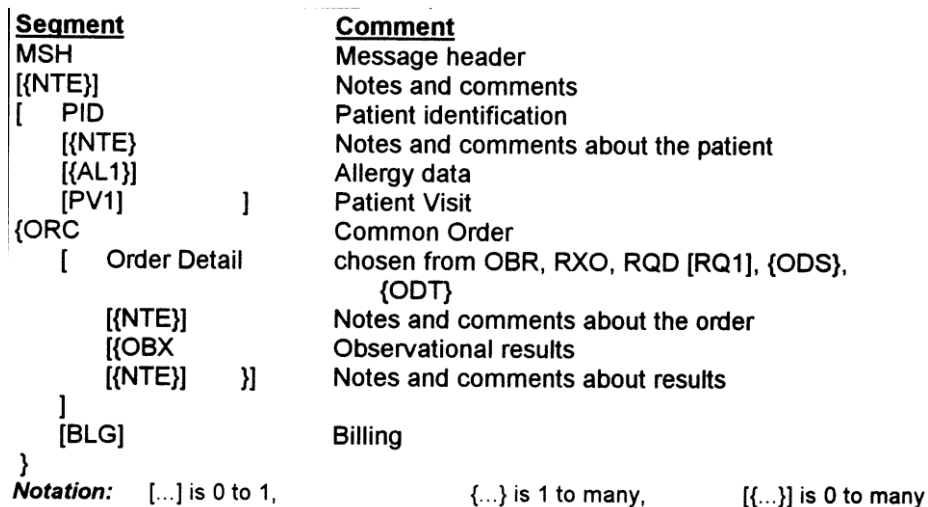 Segment Comment
MSH Message header
[{NTE}] Notes and comments
[ PID Patient identification
[{NTE} Notes and comments about the patient
[{AL1}] Allergy data
[PV1] ] Patient Visit
{ORC Common Order
[ Order Detail chosen from OBR, RXO, RQD [RQ1], {ODS},
{ODT}
[{NTE}] Notes and comments about the order
[{OBX Observational results
[{NTE}] }] Notes and comments about results
]
[BLG] Billing
}
Notation: [...] is 0 to 1, {...} is 1 to many, [{...}] is 0 to many